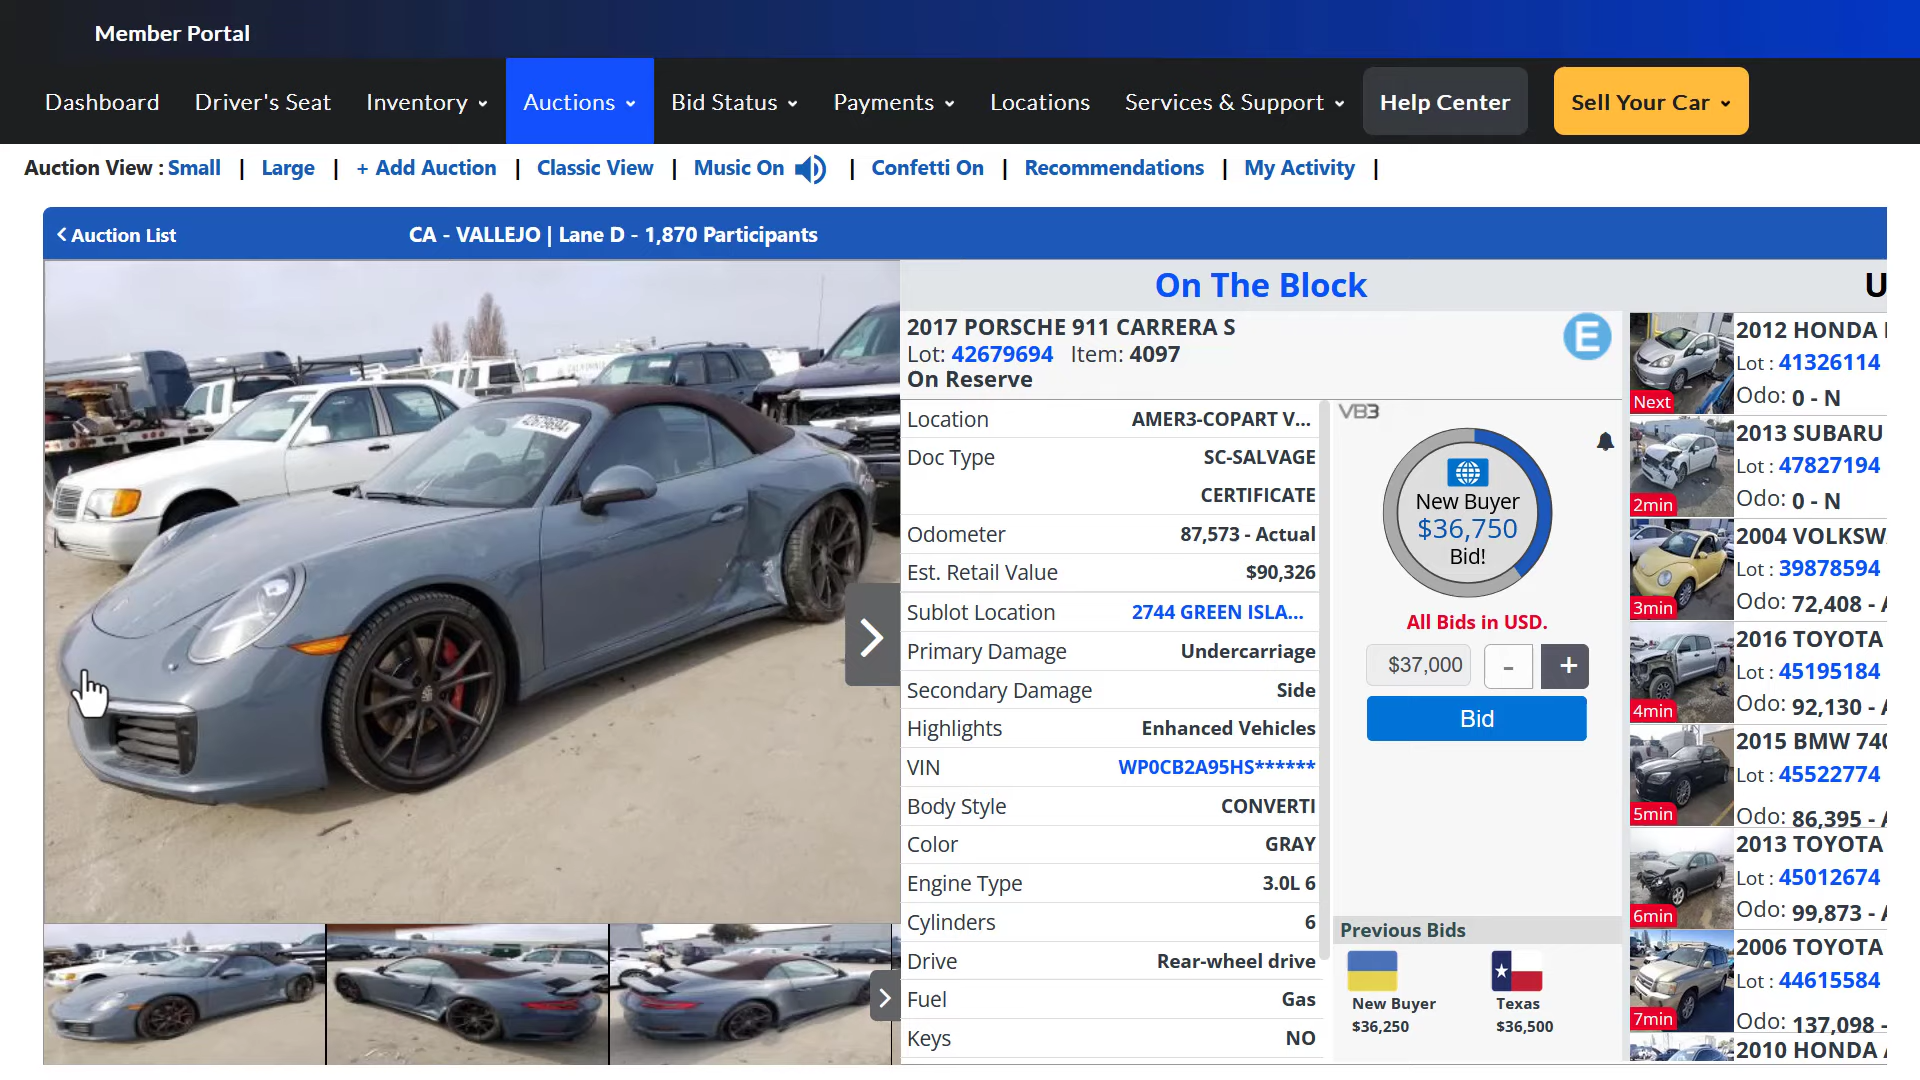 Member Portal
Dashboard Driver's Seat Inventory Auctions Bid Status Payments Locations Services & Support Help Center Sell Your Car
Auction View : Small | Large | + Add Auction | Classic View | Music On | Confetti On | Recommendations | My Activity |
Auction List
CA - VALLEJO | Lane D - 1,870 Participants
42679694
On The Block
2017 PORSCHE 911 CARRERA S
Lot: 42679694 Item: 4097
On Reserve
E
Location AMER3-COPART V...
Doc Type SC-SALVAGE
CERTIFICATE
Odometer 87,573 - Actual
Est. Retail Value $90,326
Sublot Location 2744 GREEN ISLA...
Primary Damage Undercarriage
Secondary Damage Side
Highlights Enhanced Vehicles
VIN WP0CB2A95HS******
Body Style CONVERTI
Color GRAY
Engine Type 3.0L 6
Cylinders 6
Drive Rear-wheel drive
Fuel Gas
Keys NO
VB3
New Buyer
$36,750
Bid!
All Bids in USD.
$37,000 - +
Bid
Previous Bids
New Buyer
$36,250
Texas
$36,500
U
2012 HONDA
Lot : 41326114
Odo: 0 - N
Next
2013 SUBARU
Lot : 47827194
Odo: 0 - N
2min
2004 VOLKSW
Lot : 39878594
Odo: 72,408 - A
3min
2016 TOYOTA
Lot : 45195184
Odo: 92,130 - A
4min
2015 BMW 740
Lot : 45522774
Odo: 86,395 - A
5min
2013 TOYOTA
Lot : 45012674
Odo: 99,873 - A
6min
2006 TOYOTA
Lot : 44615584
Odo: 137,098 -
7min
2010 HONDA A